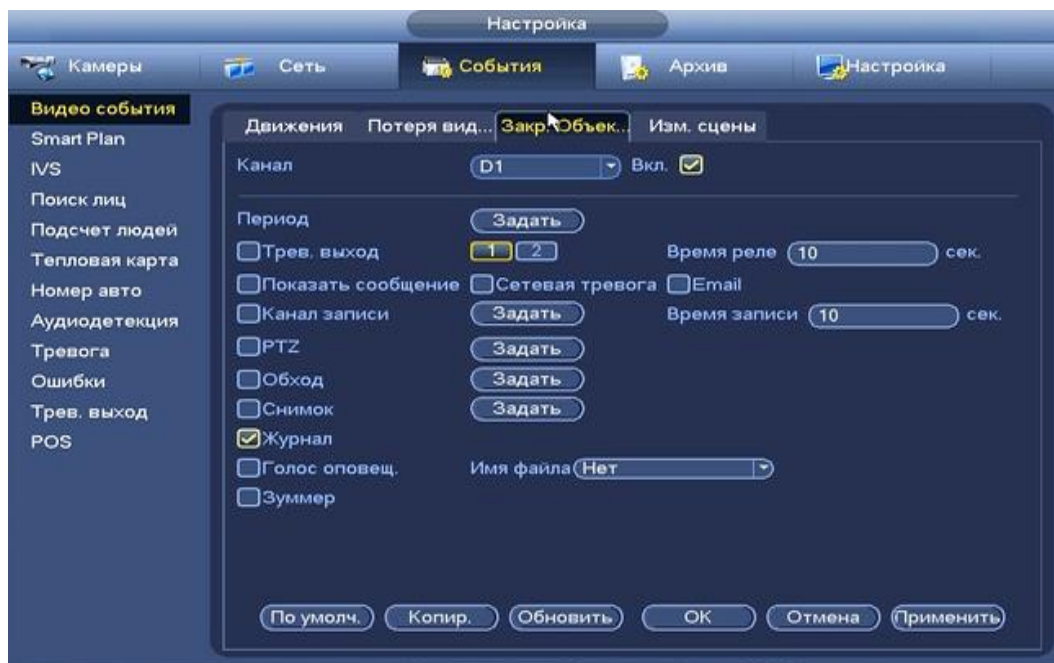 Настройка
Камеры Сеть События Архив Настройка
Видео события
Smart Plan
IVS
Поиск лиц
Подсчет людей
Тепловая карта
Номер авто
Аудиодетекция
Тревога
Ошибки
Трев. выход
POS
Движения Потеря вид... Закр. Объек... Изм. сцены
Канал D1 Вкл.
Период Задать
Трев. выход 1 2 Время реле 10 сек.
Показать сообщение Сетевая тревога Email
Канал записи Задать Время записи 10 сек.
PTZ Задать
Обход Задать
Снимок Задать
Журнал
Голос оповещ. Имя файла Нет
Зуммер
По умолч. Копир. Обновить OK Отмена Применить